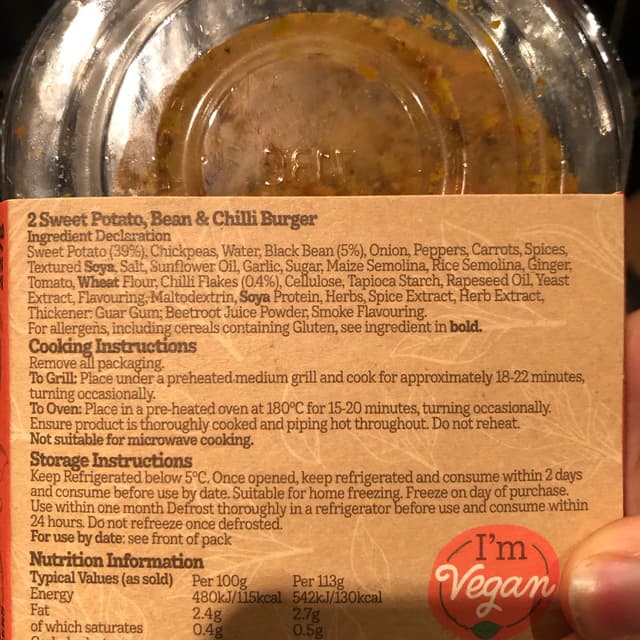 2 Sweet Potato, Bean & Chilli Burger
Ingredient Declaration
Sweet Potato (39%), Chickpeas, Water, Black Bean (5%), Onion, Peppers, Carrots, Spices,
Textured Soya, Salt, Sunflower Oil, Garlic, Sugar, Maize Semolina, Rice Semolina, Ginger,
Tomato, Wheat Flour, Chilli Flakes (0.4%), Cellulose, Tapioca Starch, Rapeseed Oil, Yeast
Extract, Flavouring, Maltodextrin, Soya Protein, Herbs, Spice Extract, Herb Extract,
Thickener: Guar Gum; Beetroot Juice Powder, Smoke Flavouring.
For allergens, including cereals containing Gluten, see ingredient in bold.
Cooking Instructions
Remove all packaging.
To Grill: Place under a preheated medium grill and cook for approximately 18-22 minutes,
turning occasionally.
To Oven: Place in a pre-heated oven at 180°C for 15-20 minutes, turning occasionally.
Ensure product is thoroughly cooked and piping hot throughout. Do not reheat.
Not suitable for microwave cooking.
Storage Instructions
Keep Refrigerated below 5°C. Once opened, keep refrigerated and consume within 2 days
and consume before use by date. Suitable for home freezing. Freeze on day of purchase.
Use within one month Defrost thoroughly in a refrigerator before use and consume within
24 hours. Do not refreeze once defrosted.
For use by date: see front of pack
Nutrition Information
Typical Values (as sold) Per 100g Per 113g
Energy 480kJ/115kcal 542kJ/130kcal
Fat 2.4g 2.7g
of which saturates 0.4g 0.5g
I'm
Vegan